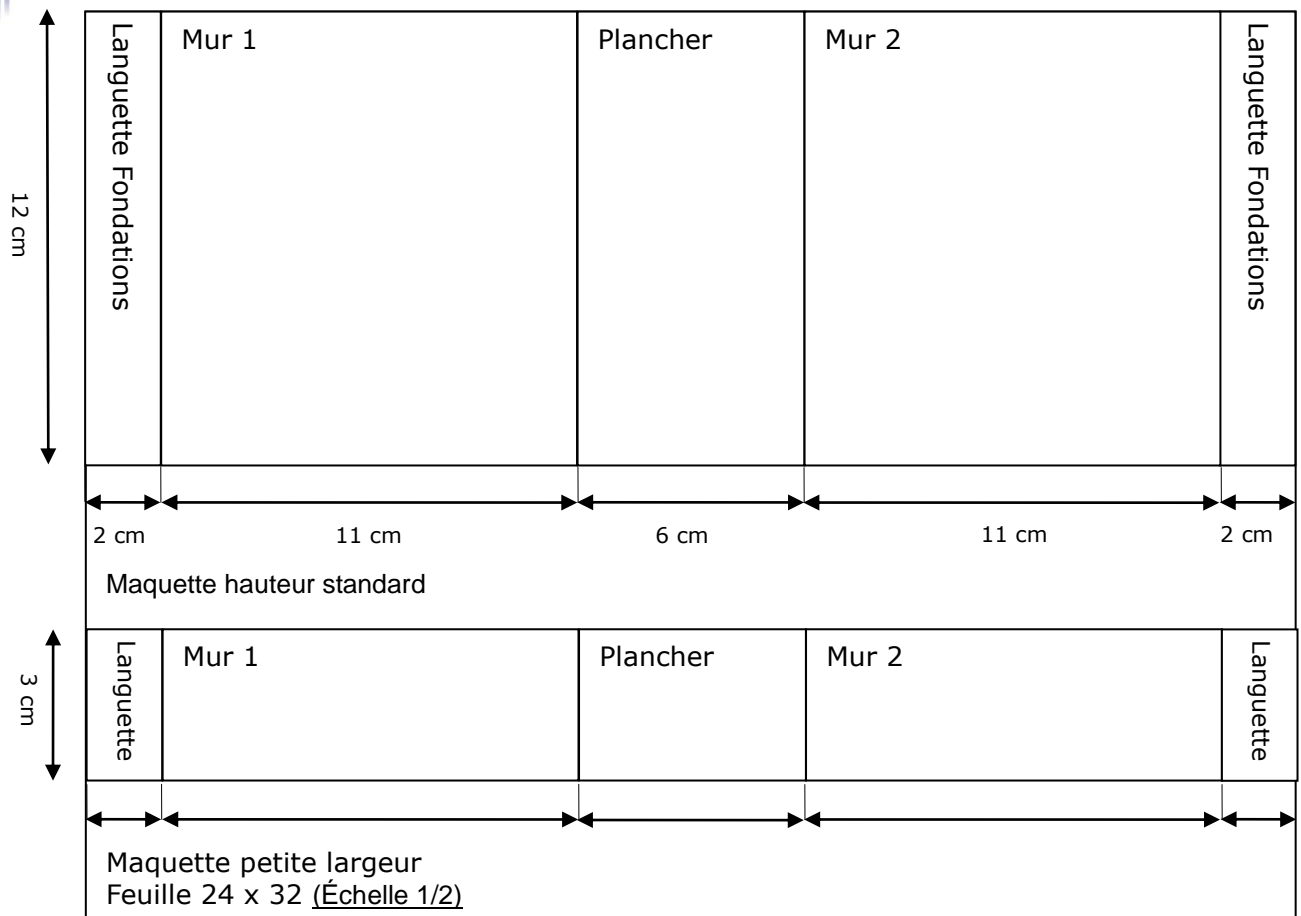 Languette Fondations
Mur 1
Plancher
Mur 2
Languette Fondations
12 cm
2 cm
11 cm
6 cm
11 cm
2 cm
Maquette hauteur standard
Languette
Mur 1
Plancher
Mur 2
Languette
3 cm
Maquette petite largeur
Feuille 24 x 32 (Échelle 1/2)